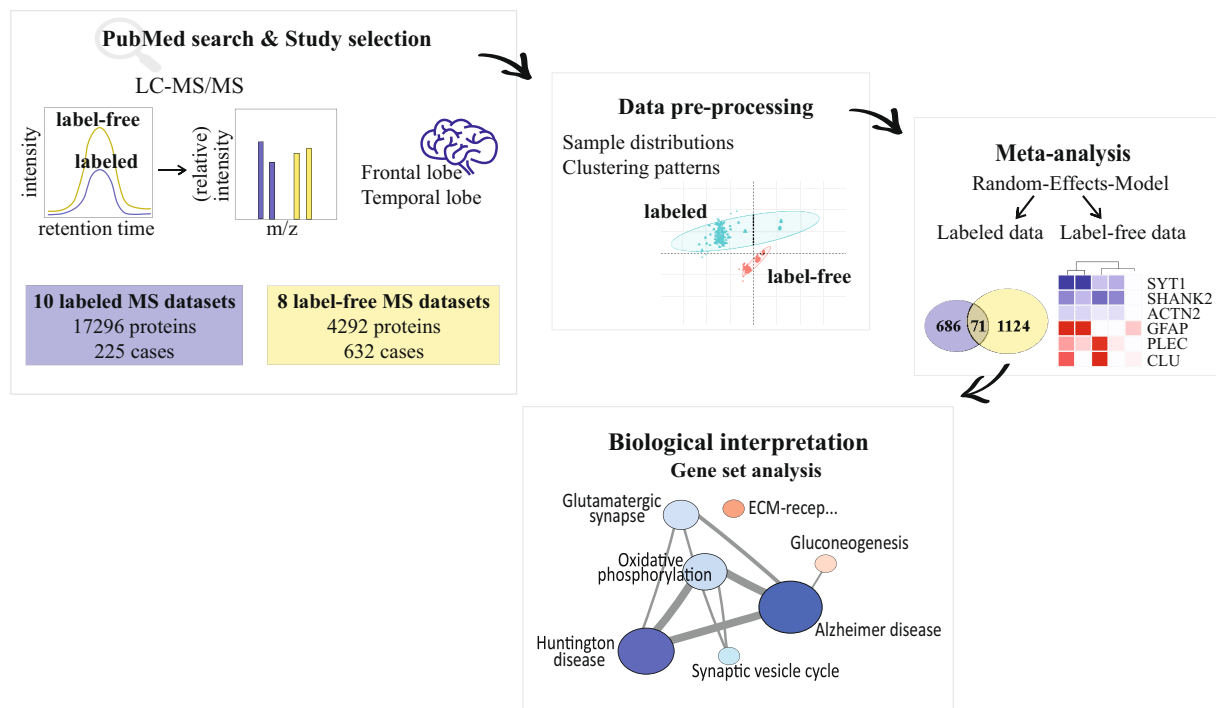 PubMed search & Study selection
LC-MS/MS
intensity
label-free
labeled
retention time
(relative)
intensity
m/z
Frontal lobe
Temporal lobe
10 labeled MS datasets
17296 proteins
225 cases
8 label-free MS datasets
4292 proteins
632 cases
Data pre-processing
Sample distributions
Clustering patterns
labeled
label-free
Meta-analysis
Random-Effects-Model
Labeled data
Label-free data
686
71
1124
SYT1
SHANK2
ACTN2
GFAP
PLEC
CLU
Biological interpretation
Gene set analysis
Glutamatergic
synapse
ECM-recep...
Gluconeogenesis
Oxidative
phosphorylation
Alzheimer disease
Huntington
disease
Synaptic vesicle cycle